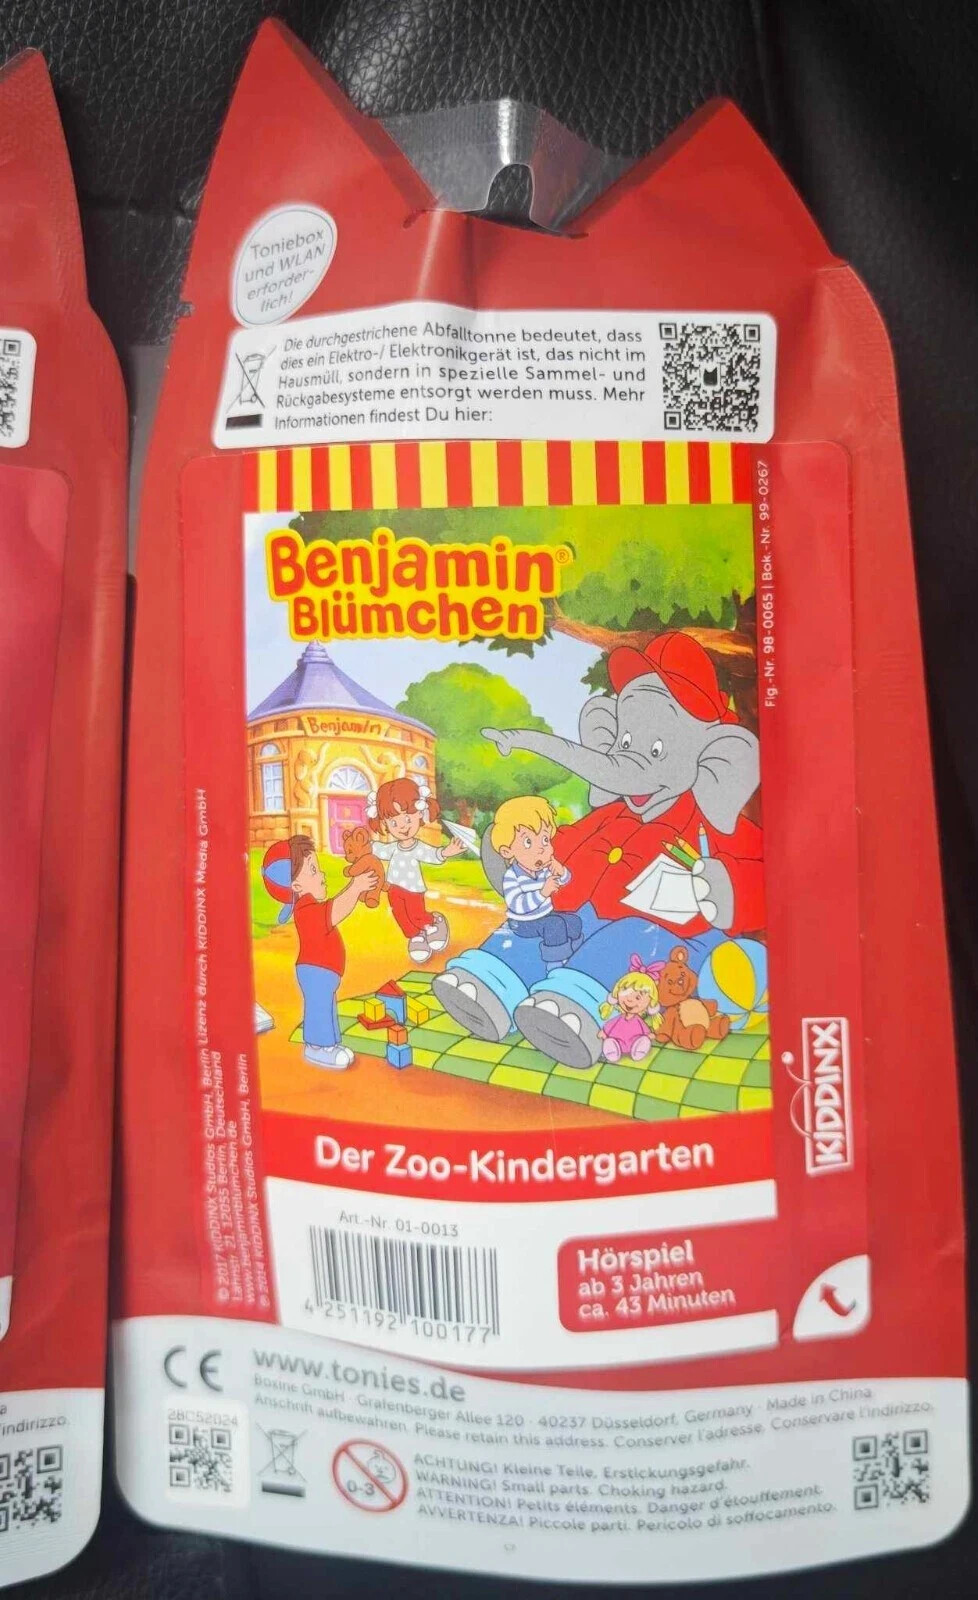 Toniebox
und WLAN
erforder-
lich!
Die durchgestrichene Abfalltonne bedeutet, dass
dies ein Elektro-/ Elektronikgerät ist, das nicht im
Hausmüll, sondern in spezielle Sammel- und
Rückgabesysteme entsorgt werden muss. Mehr
Informationen findest Du hier:
Fig.-Nr. 98-0065 | Bok.-Nr. 99-0267
Benjamin®
Blümchen
Benjamin
© 2017 KIDDINX Studios GmbH, Berlin Lizenz durch KIDDINX Media GmbH
Lahnstr. 21, 12055 Berlin, Deutschland
www.benjaminbluemchen.de
© 2014 KIDDINX Studios GmbH, Berlin
KIDDINX
Der Zoo-Kindergarten
Art.-Nr. 01-0013
4 251192 100177
Hörspiel
ab 3 Jahren
ca. 43 Minuten
CE
www.tonies.de
Boxine GmbH · Grafenberger Allee 120 · 40237 Düsseldorf, Germany · Made in China
Anschrift aufbewahren. Please retain this address. Conserver l'adresse. Conservare l'indirizzo.
28C52024
0-3
ACHTUNG! Kleine Teile. Erstickungsgefahr.
WARNING! Small parts. Choking hazard.
ATTENTION! Petits éléments. Danger d'étouffement.
AVVERTENZA! Piccole parti. Pericolo di soffocamento.
indirizzo.